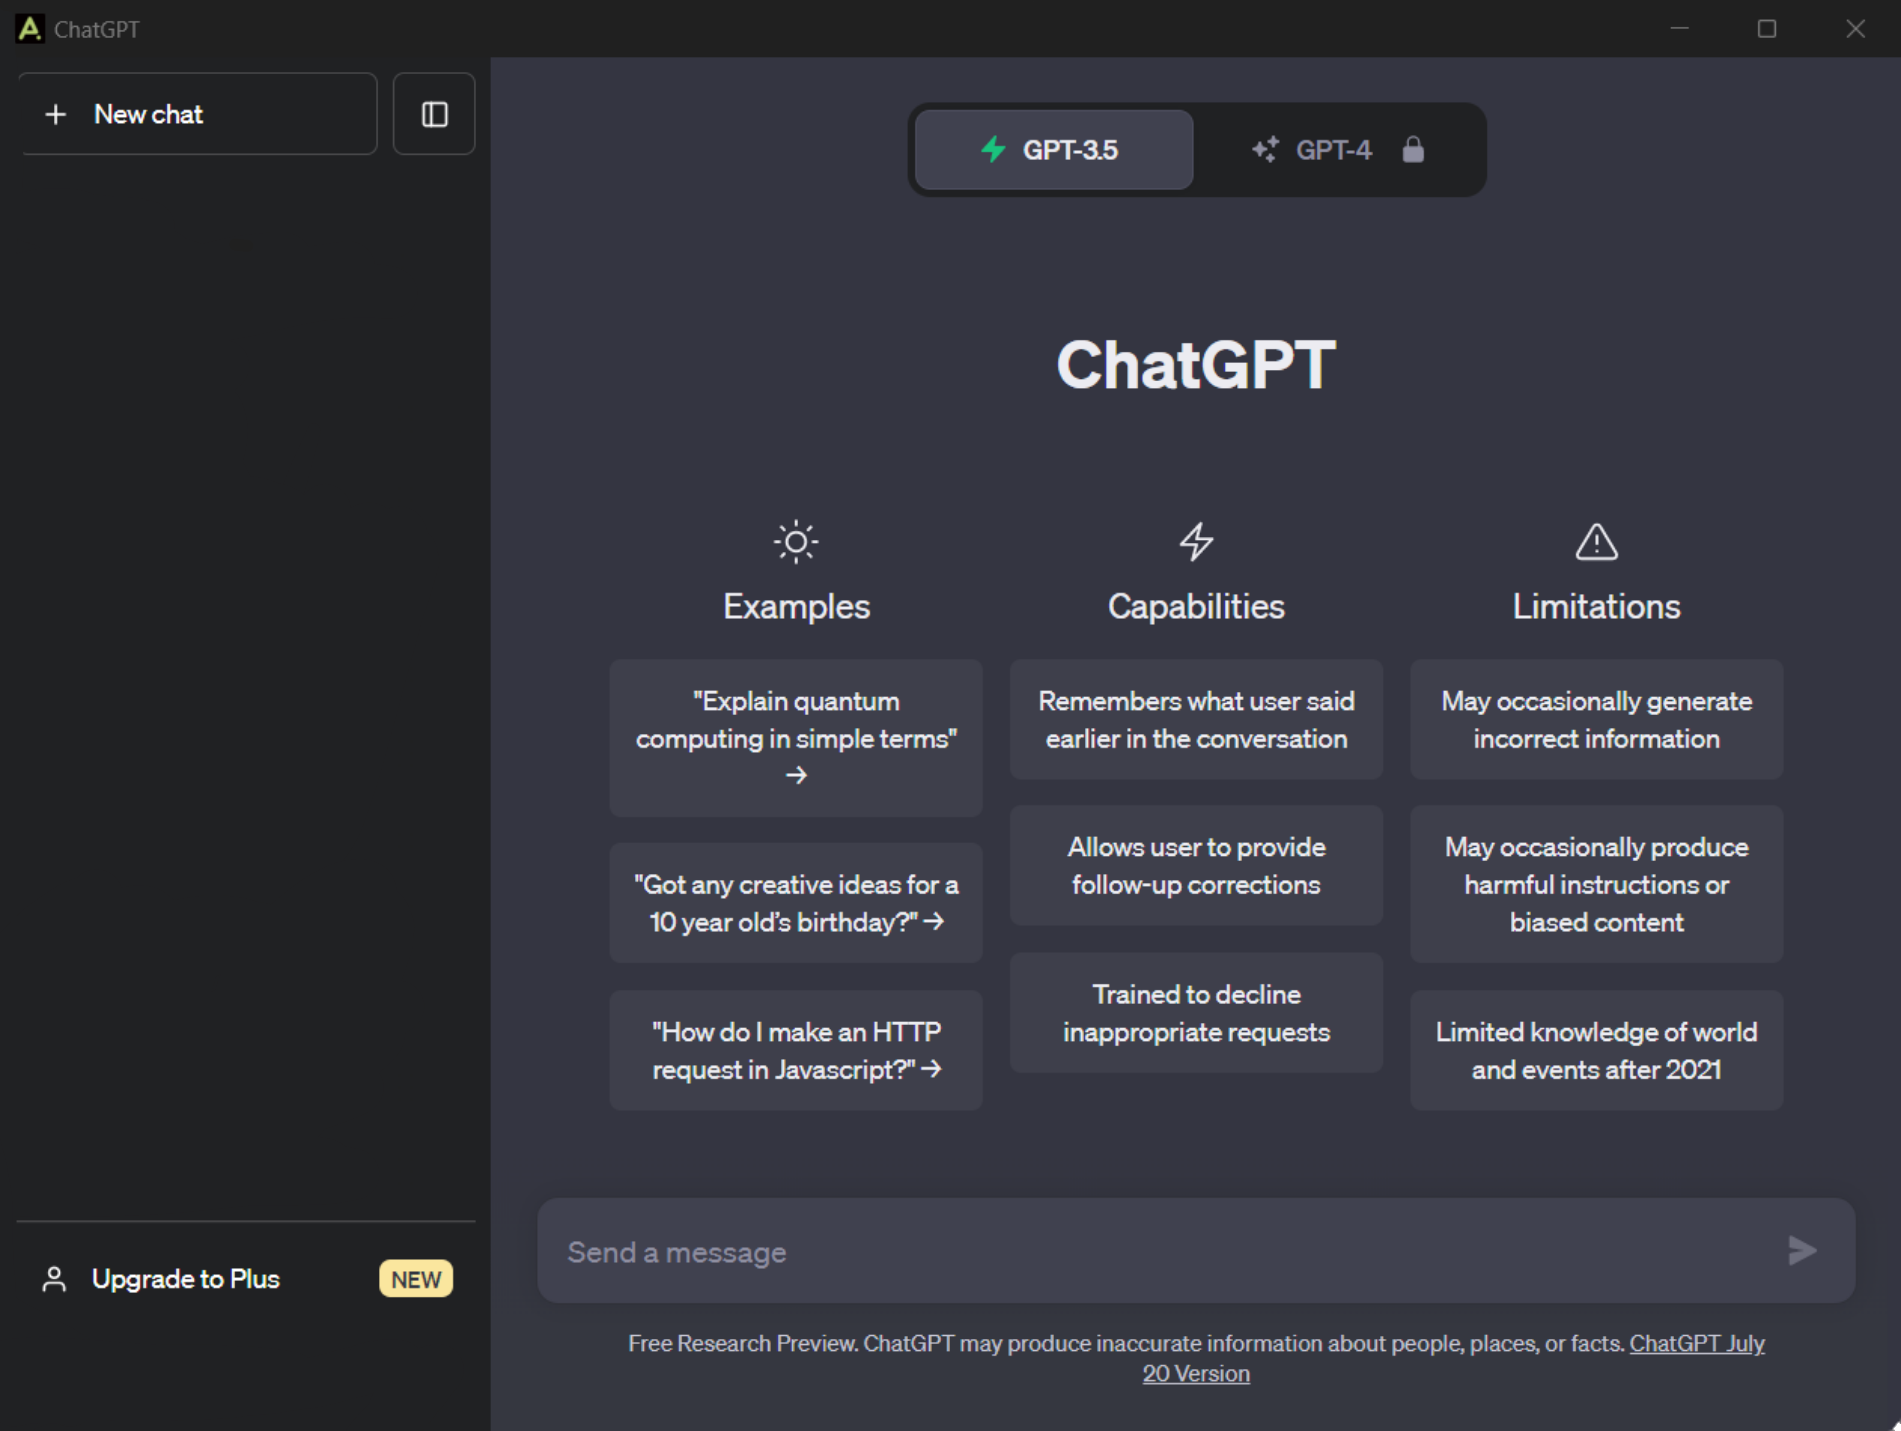 ChatGPT
New chat
GPT-3.5
GPT-4
ChatGPT
Examples
"Explain quantum
computing in simple terms"
→
"Got any creative ideas for a
10 year old’s birthday?" →
"How do I make an HTTP
request in Javascript?" →
Capabilities
Remembers what user said
earlier in the conversation
Allows user to provide
follow-up corrections
Trained to decline
inappropriate requests
Limitations
May occasionally generate
incorrect information
May occasionally produce
harmful instructions or
biased content
Limited knowledge of world
and events after 2021
Upgrade to Plus
NEW
Send a message
Free Research Preview. ChatGPT may produce inaccurate information about people, places, or facts. ChatGPT July
20 Version